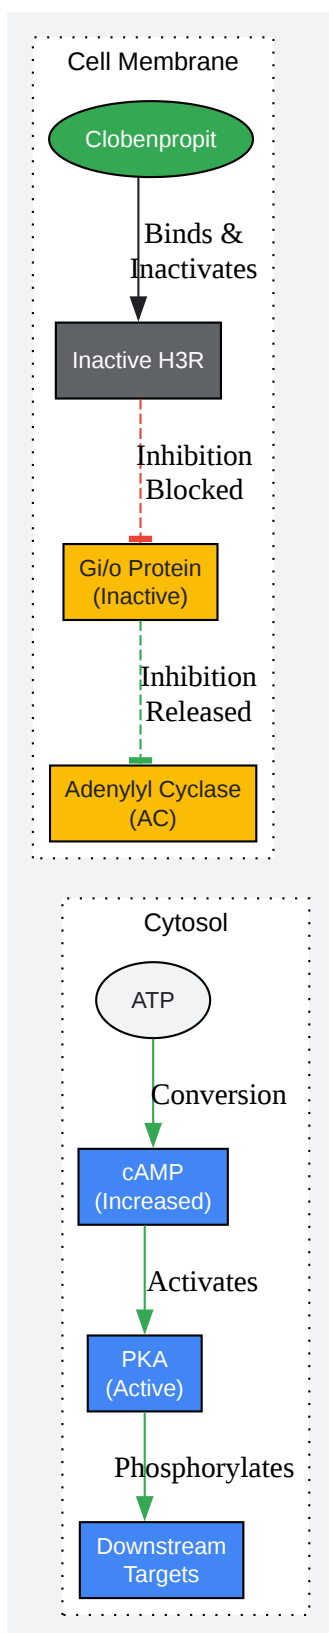 Cell Membrane
Clobenpropit
Binds &
Inactivates
Inactive H3R
Inhibition
Blocked
Gi/o Protein
(Inactive)
Inhibition
Released
Adenylyl Cyclase
(AC)
Cytosol
ATP
Conversion
cAMP
(Increased)
Activates
PKA
(Active)
Phosphorylates
Downstream
Targets